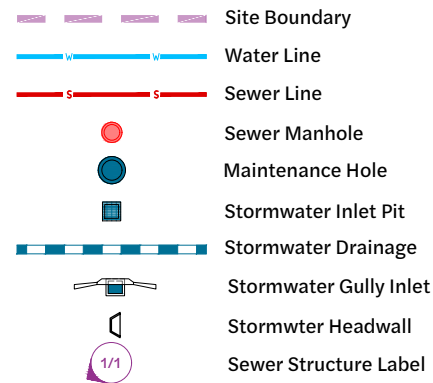 Site Boundary
W W Water Line
S S Sewer Line
Sewer Manhole
Maintenance Hole
Stormwater Inlet Pit
Stormwater Drainage
Stormwater Gully Inlet
Stormwter Headwall
1/1 Sewer Structure Label